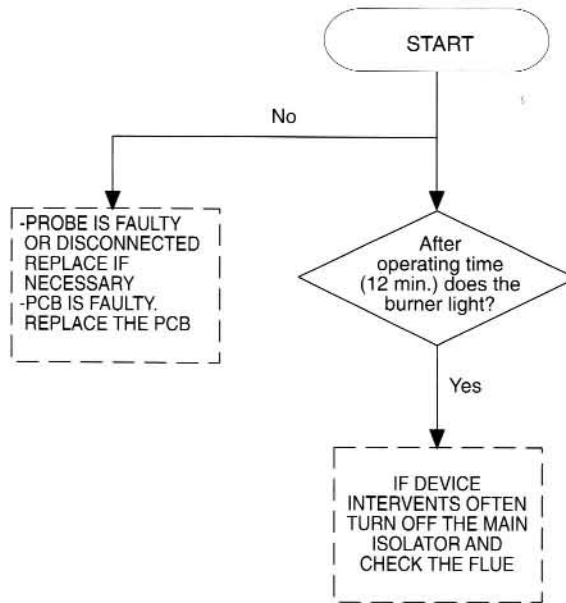 START
No
-PROBE IS FAULTY
OR DISCONNECTED
REPLACE IF
NECESSARY
-PCB IS FAULTY.
REPLACE THE PCB
After
operating time
(12 min.) does the
burner light?
Yes
IF DEVICE
INTERVENTS OFTEN
TURN OFF THE MAIN
ISOLATOR AND
CHECK THE FLUE